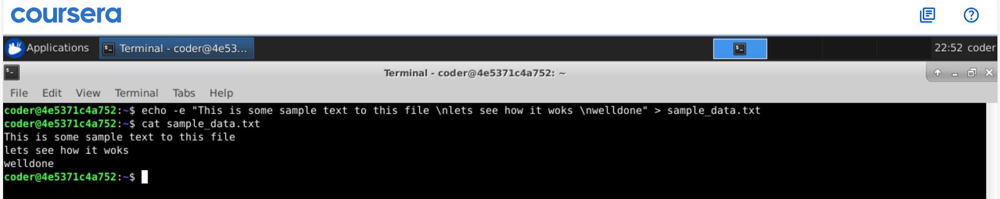 coursera
Applications
Terminal - coder@4e53...
22:52 coder
Terminal - coder@4e5371c4a752: ~
File Edit View Terminal Tabs Help
coder@4e5371c4a752:~$ echo -e "This is some sample text to this file \nlets see how it woks \nwelldone" > sample_data.txt
coder@4e5371c4a752:~$ cat sample_data.txt
This is some sample text to this file
lets see how it woks
welldone
coder@4e5371c4a752:~$